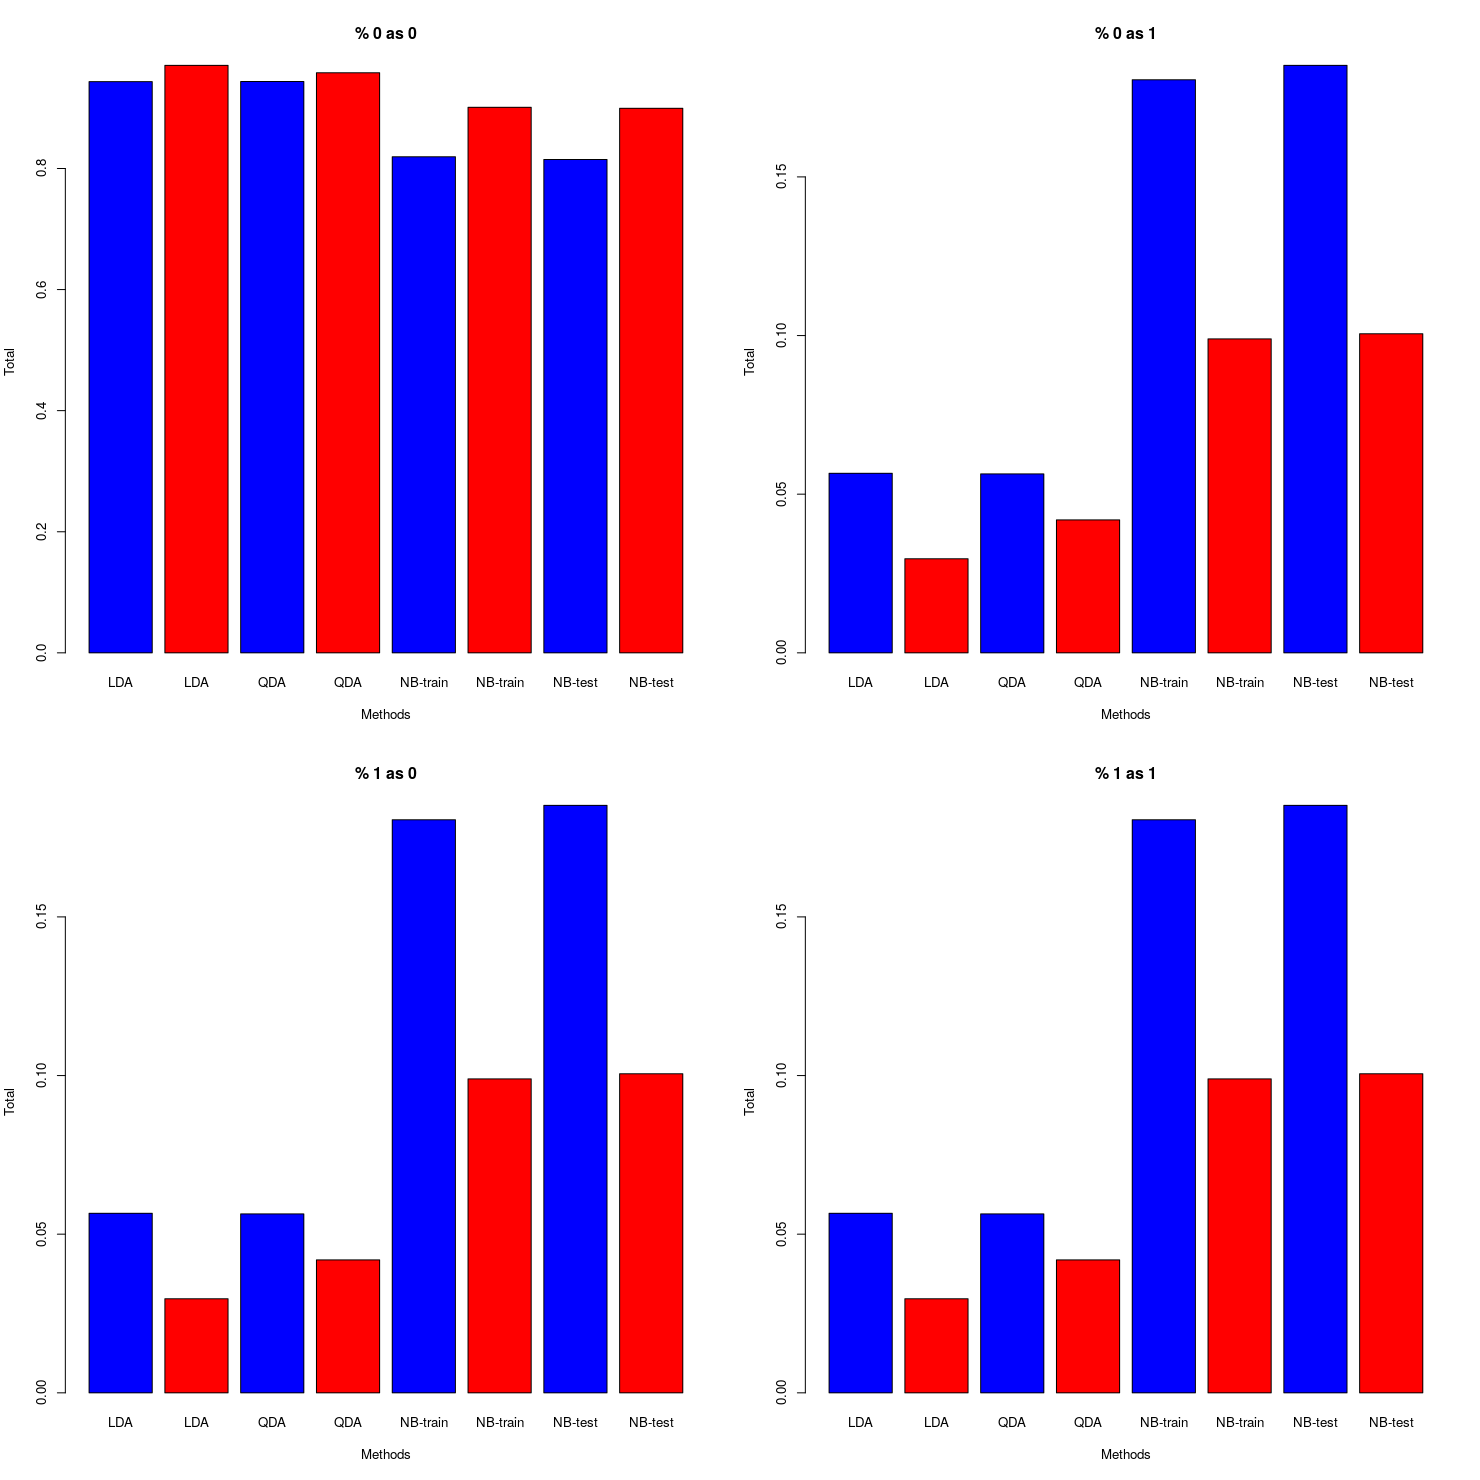 % 0 as 0
Total
0.0 0.2 0.4 0.6 0.8
LDA LDA QDA QDA NB-train NB-train NB-test NB-test
Methods
% 0 as 1
Total
0.00 0.05 0.10 0.15
LDA LDA QDA QDA NB-train NB-train NB-test NB-test
Methods
% 1 as 0
Total
0.00 0.05 0.10 0.15
LDA LDA QDA QDA NB-train NB-train NB-test NB-test
Methods
% 1 as 1
Total
0.00 0.05 0.10 0.15
LDA LDA QDA QDA NB-train NB-train NB-test NB-test
Methods